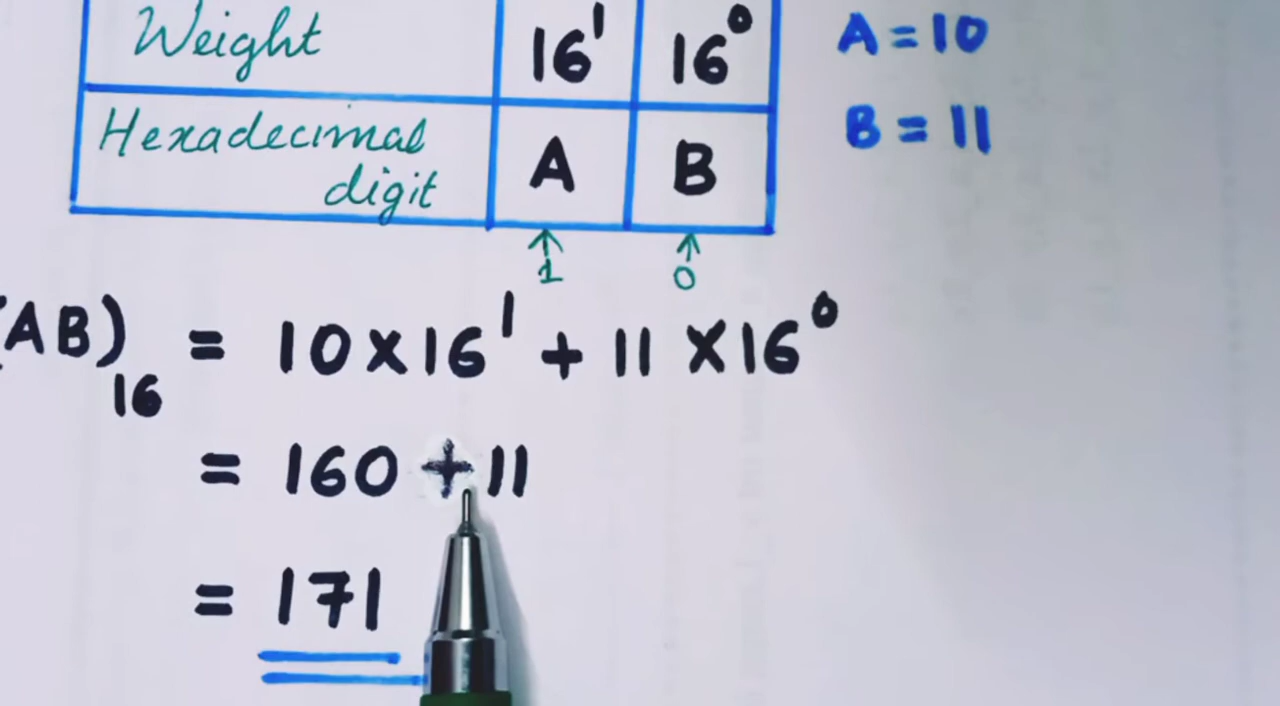 Weight 16¹ 16⁰
A = 10
Hexadecimal digit A B
B = 11
1 0
(AB)₁₆ = 10 × 16¹ + 11 × 16⁰
= 160 + 11
= 171